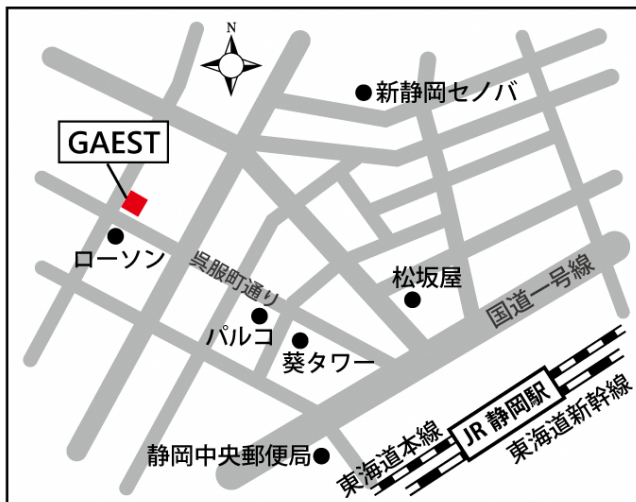 N
新静岡セノバ
GAEST
ローソン
呉服町通り
松坂屋
国道一号線
パルコ
葵タワー
JR 静岡駅
東海道新幹線
東海道本線
静岡中央郵便局